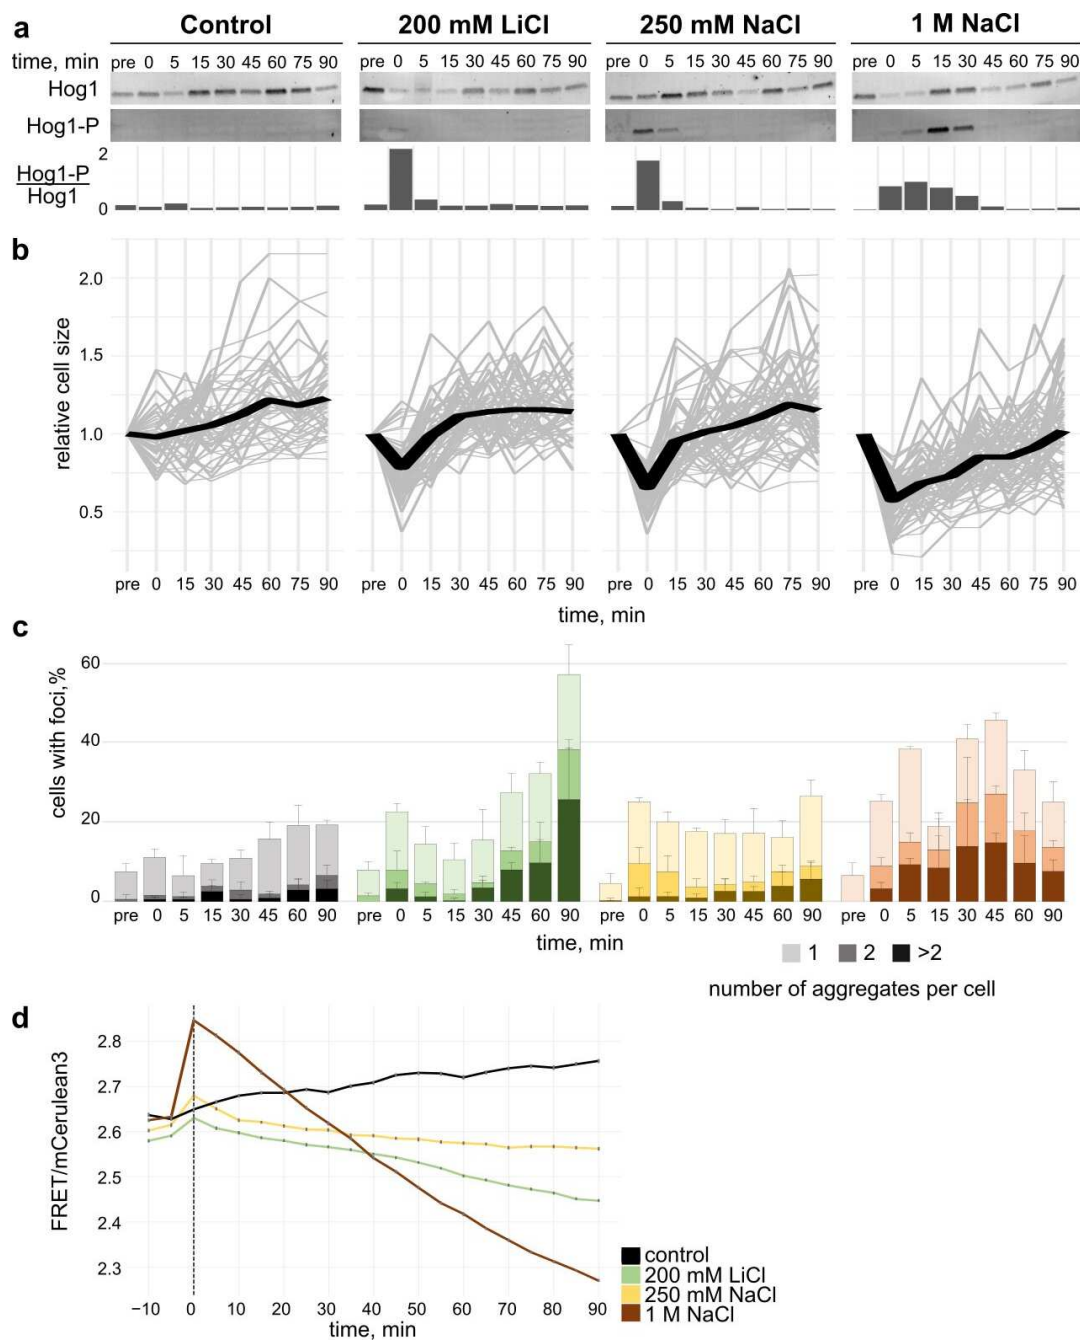 a
Control
200 mM LiCl
250 mM NaCl
1 M NaCl
time, min pre 0 5 15 30 45 60 75 90 pre 0 5 15 30 45 60 75 90 pre 0 5 15 30 45 60 75 90 pre 0 5 15 30 45 60 75 90
Hog1
Hog1-P
2
Hog1-P
Hog1
0
b
relative cell size
2.0
1.5
1.0
0.5
pre 0 15 30 45 60 75 90 pre 0 15 30 45 60 75 90 pre 0 15 30 45 60 75 90 pre 0 15 30 45 60 75 90
time, min
c
cells with foci,%
60
40
20
0
pre 0 5 15 30 45 60 90 pre 0 5 15 30 45 60 90 pre 0 5 15 30 45 60 90 pre 0 5 15 30 45 60 90
time, min
1 2 >2
number of aggregates per cell
d
FRET/mCerulean3
2.8
2.7
2.6
2.5
2.4
2.3
−10 0 10 20 30 40 50 60 70 80 90
time, min
control
200 mM LiCl
250 mM NaCl
1 M NaCl